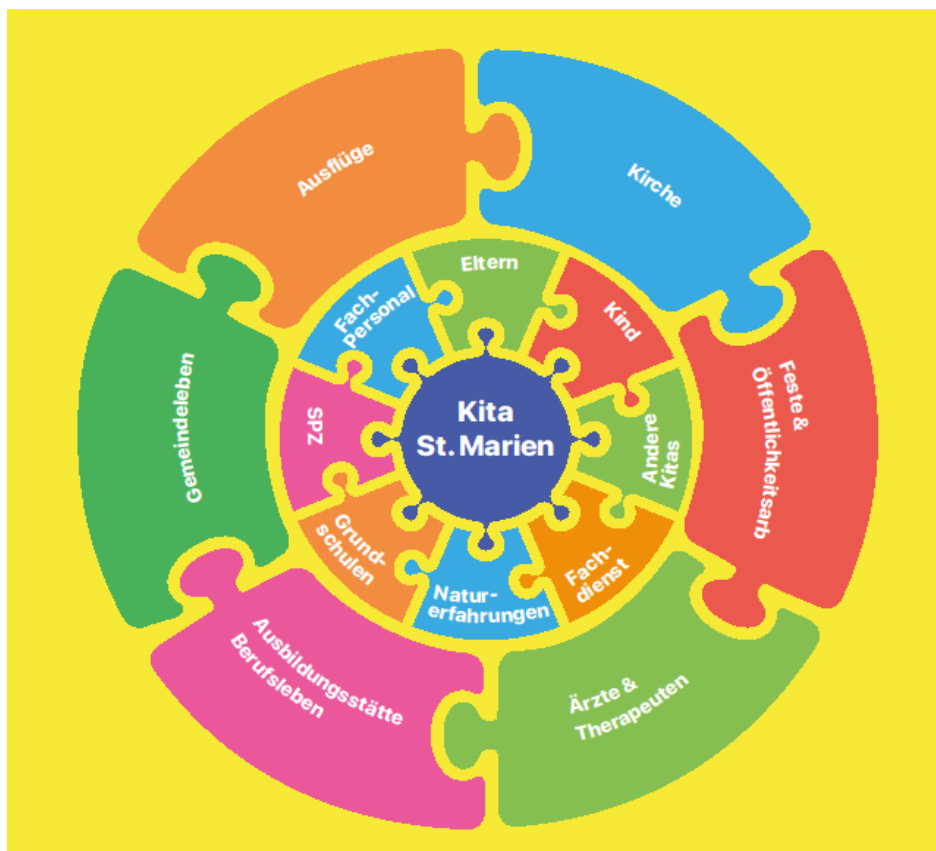 Ausflüge
Kirche
Feste &
Öffentlichkeitsarb
Ärzte &
Therapeuten
Ausbildungsstätte
Berufsleben
Gemeindeleben
Eltern
Kind
Andere
Kitas
Fach-
dienst
Natur-
erfahrungen
Grund-
schulen
SPZ
Fach-
Personal
Kita
St. Marien